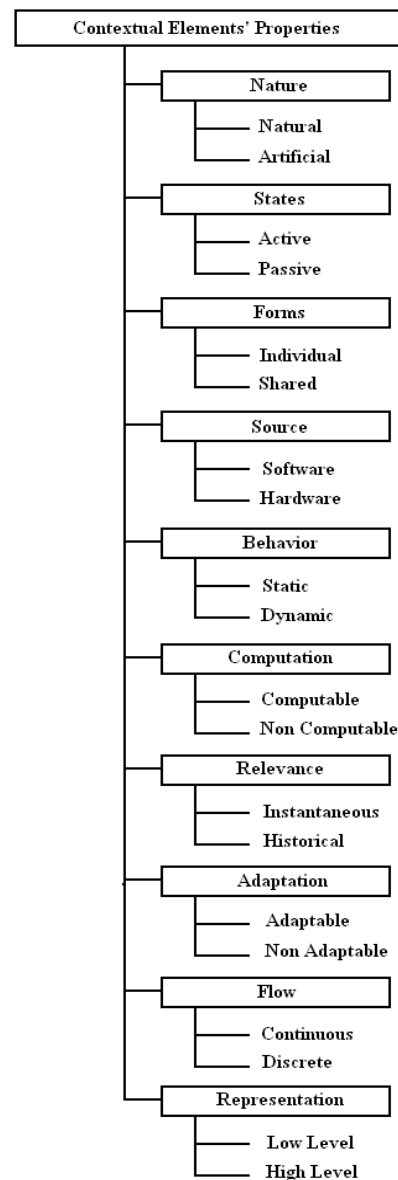 Contextual Elements' Properties
Nature
Natural
Artificial
States
Active
Passive
Forms
Individual
Shared
Source
Software
Hardware
Behavior
Static
Dynamic
Computation
Computable
Non Computable
Relevance
Instantaneous
Historical
Adaptation
Adaptable
Non Adaptable
Flow
Continuous
Discrete
Representation
Low Level
High Level